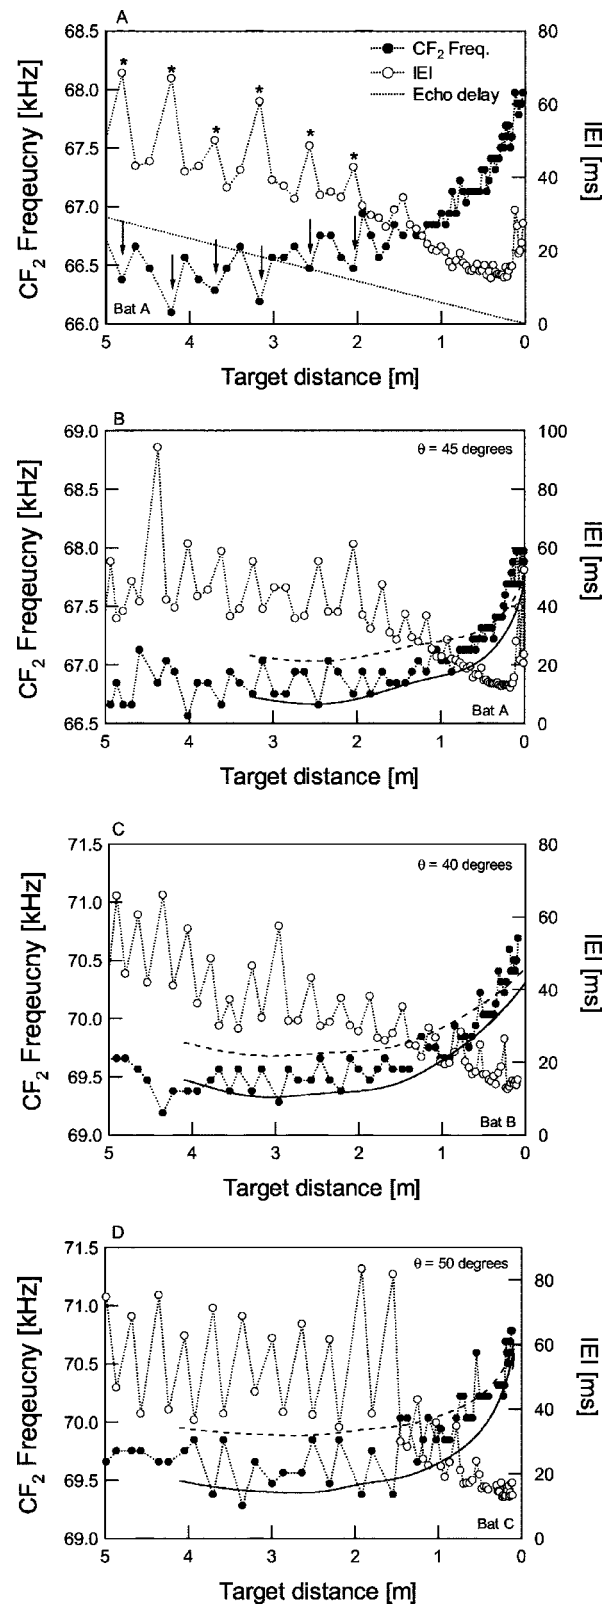 A
CF₂ Freqeucny [kHz]
68.5
68.0
67.5
67.0
66.5
66.0
80
60
40
20
0
IEI [ms]
CF₂ Freq.
IEI
Echo delay
* * * * * *
Bat A
5 4 3 2 1 0
Target distance [m]
B
CF₂ Freqeucny [kHz]
69.0
68.5
68.0
67.5
67.0
66.5
100
80
60
40
20
0
IEI [ms]
θ = 45 degrees
Bat A
5 4 3 2 1 0
Target distance [m]
C
CF₂ Freqeucny [kHz]
71.5
71.0
70.5
70.0
69.5
69.0
80
60
40
20
0
IEI [ms]
θ = 40 degrees
Bat B
5 4 3 2 1 0
Target distance [m]
D
CF₂ Freqeucny [kHz]
71.5
71.0
70.5
70.0
69.5
69.0
80
60
40
20
0
IEI [ms]
θ = 50 degrees
Bat C
5 4 3 2 1 0
Target distance [m]